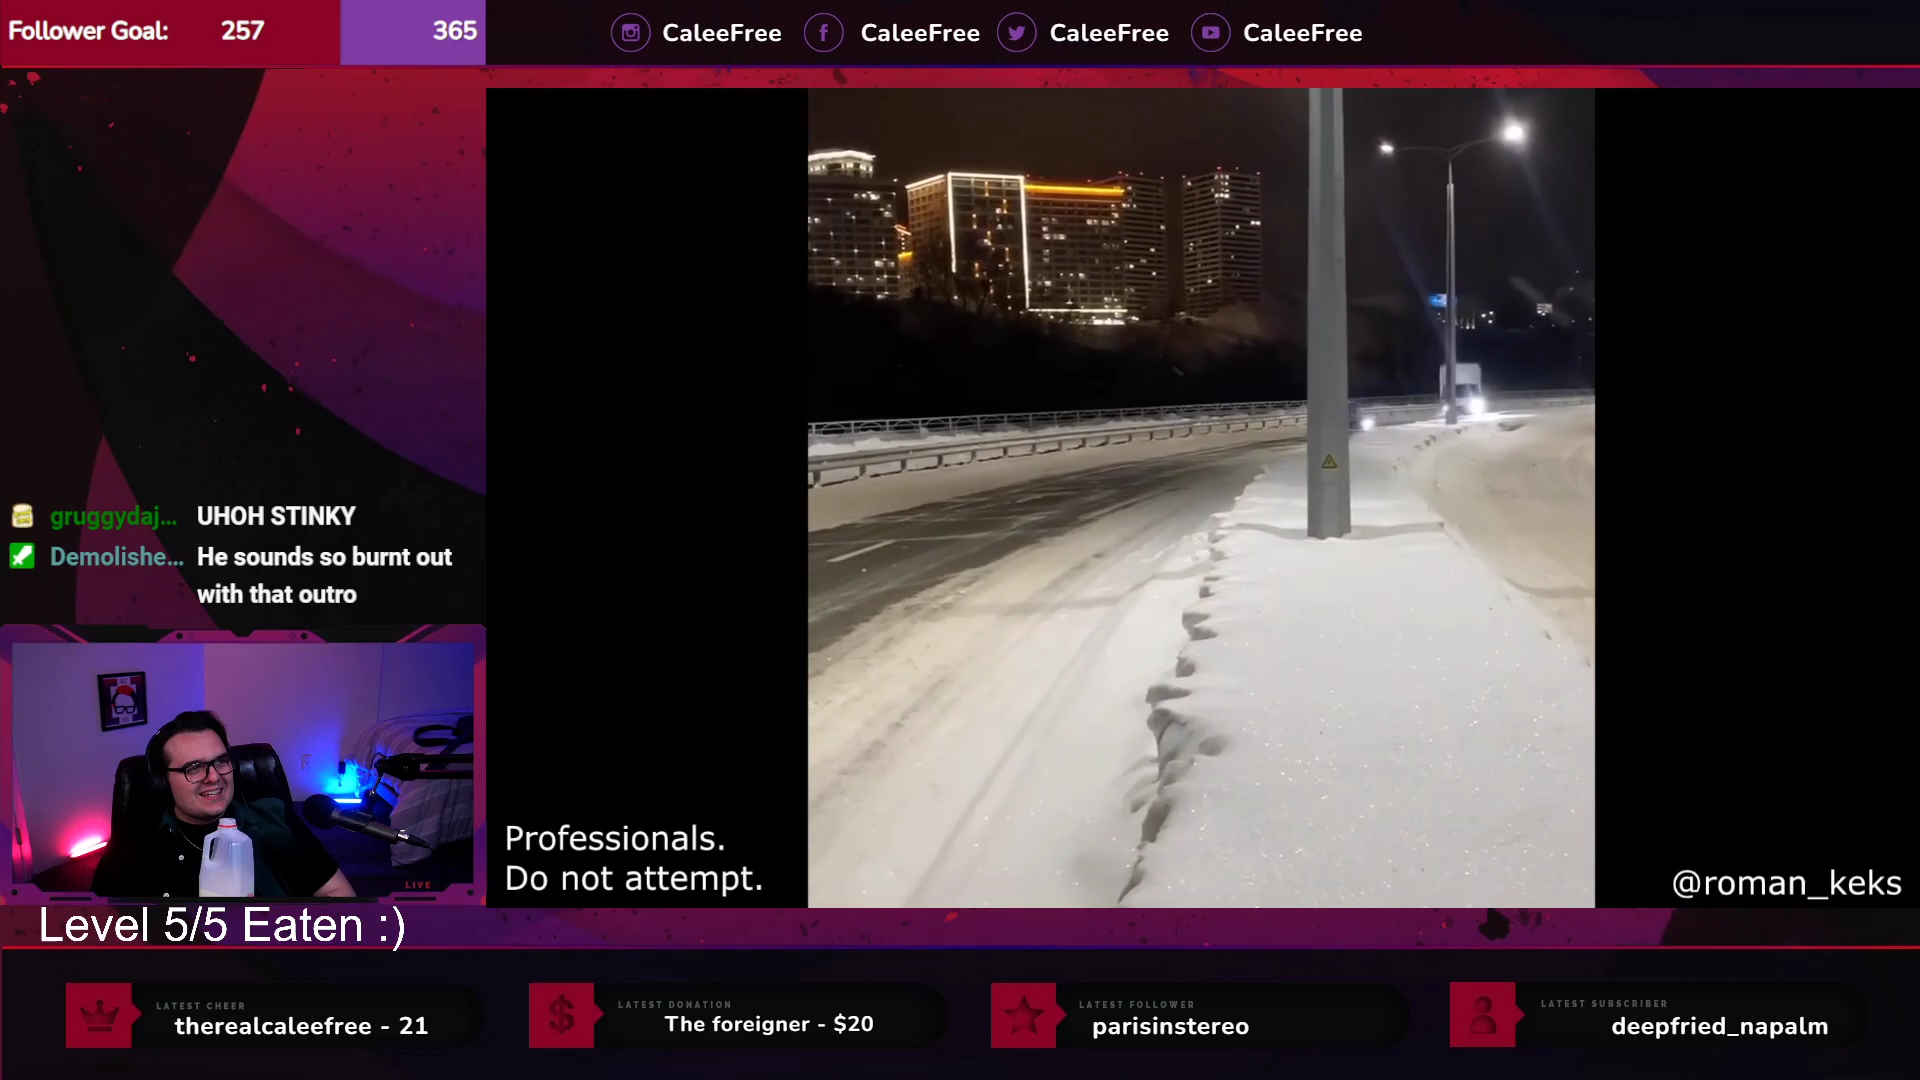 Follower Goal: 257 365
CaleeFree CaleeFree CaleeFree CaleeFree
gruggydaj... UHOH STINKY
Demolishe... He sounds so burnt out
with that outro
LIVE
Professionals.
Do not attempt.
@roman_keks
Level 5/5 Eaten :)
LATEST CHEER
therealcaleefree - 21
LATEST DONATION
The foreigner - $20
LATEST FOLLOWER
parisinstereo
LATEST SUBSCRIBER
deepfried_napalm